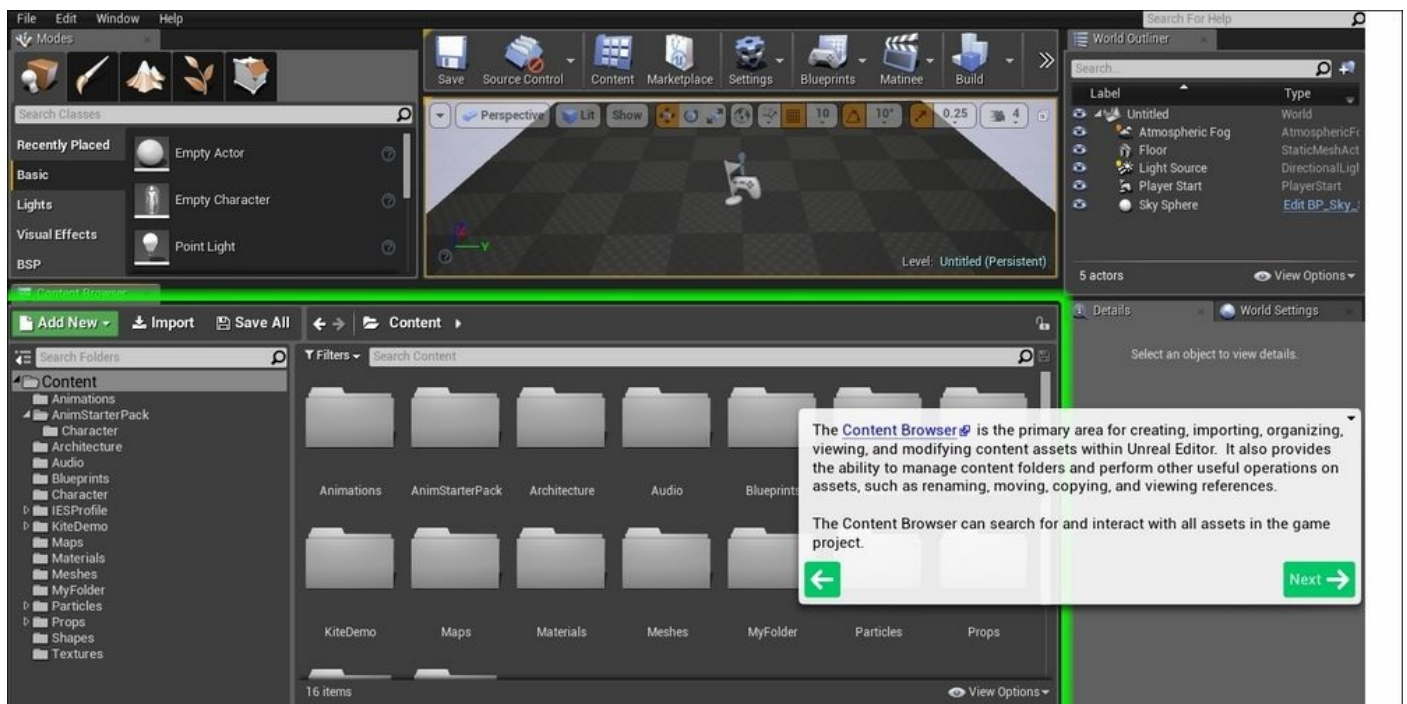 File Edit Window Help
Search For Help
Modes
Search Classes
Recently Placed
Basic
Lights
Visual Effects
BSP
Empty Actor
Empty Character
Point Light
Save Source Control Content Marketplace Settings Blueprints Matinee Build
Perspective Lit Show 10 10° 0.25 4
Y
Level: Untitled (Persistent)
World Outliner
Search...
Label Type
Untitled World
Atmospheric Fog AtmosphericFc
Floor StaticMeshAct
Light Source DirectionalLigl
Player Start PlayerStart
Sky Sphere Edit BP_Sky_
5 actors View Options
Content Browser
Add New Import Save All Content
Search Folders
Content
Animations
AnimStarterPack
Character
Architecture
Audio
Blueprints
Character
IESProfile
KiteDemo
Maps
Materials
Meshes
MyFolder
Particles
Props
Shapes
Textures
Filters Search Content
Animations AnimStarterPack Architecture Audio Blueprints
KiteDemo Maps Materials Meshes MyFolder Particles Props
16 items View Options
Details World Settings
Select an object to view details.
The Content Browser is the primary area for creating, importing, organizing,
viewing, and modifying content assets within Unreal Editor. It also provides
the ability to manage content folders and perform other useful operations on
assets, such as renaming, moving, copying, and viewing references.
The Content Browser can search for and interact with all assets in the game
project.
Next